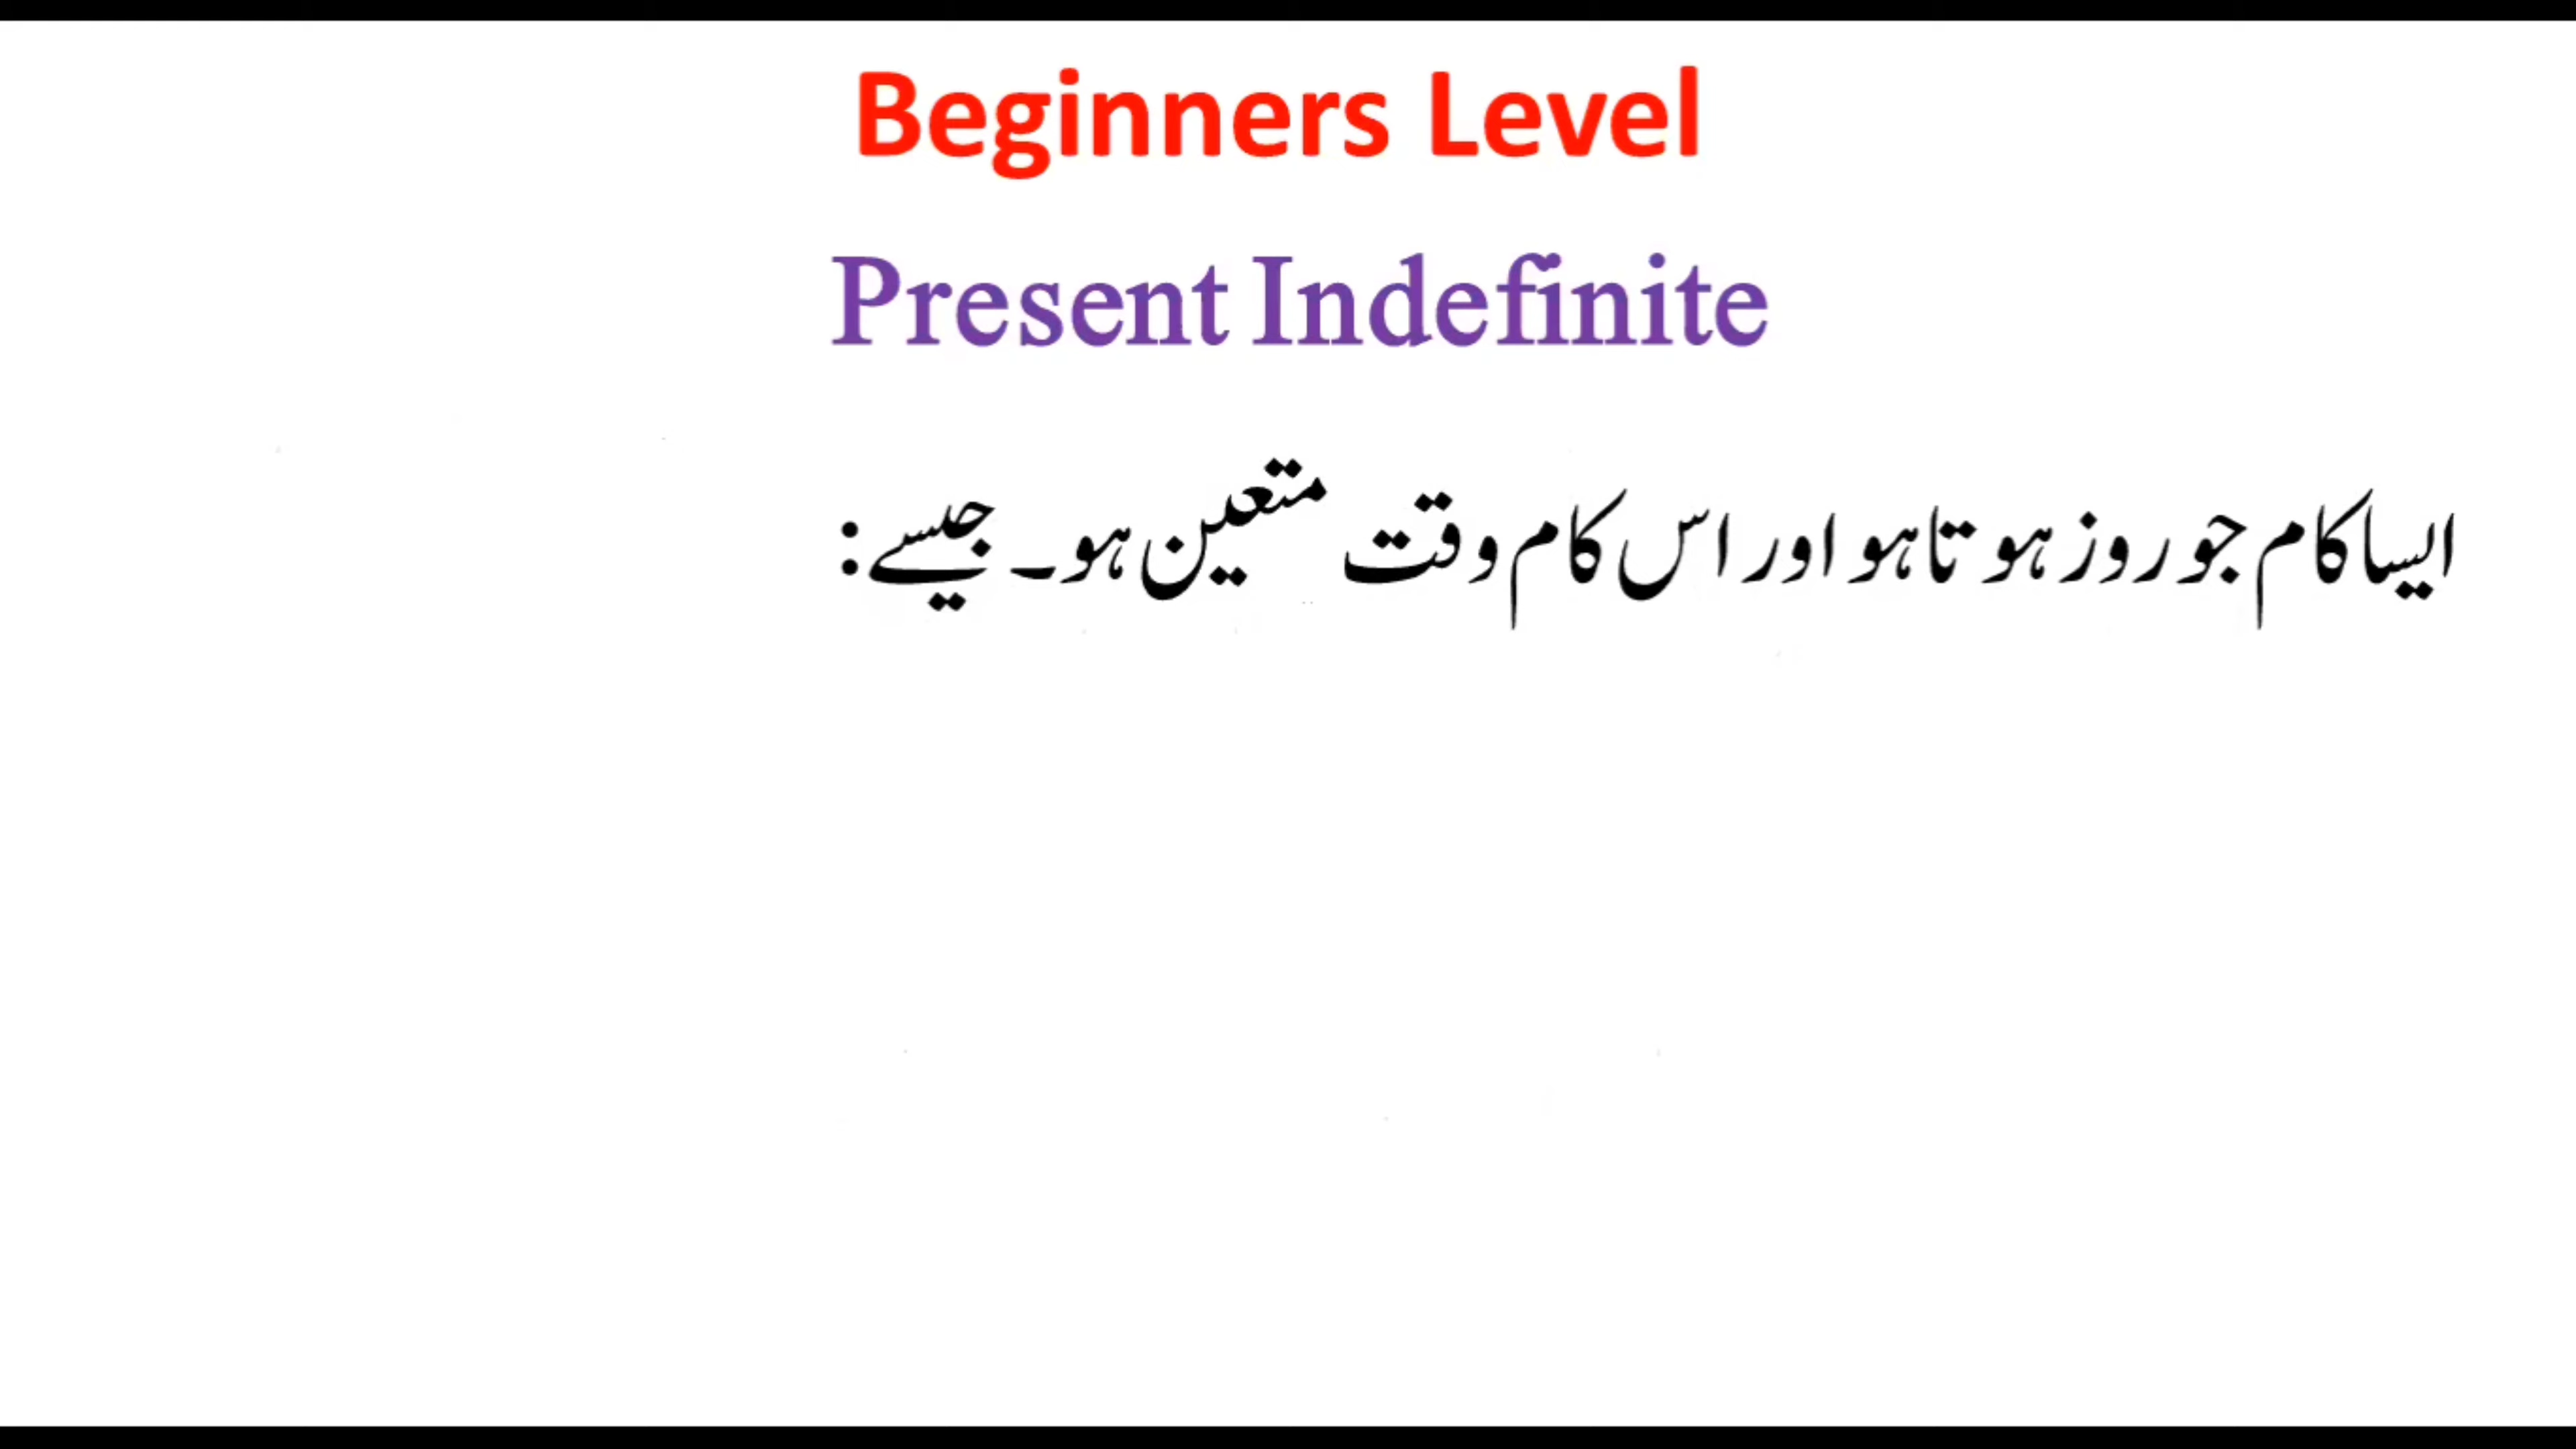 Beginners Level
Present Indefinite
ایسا کام جو روز ہوتا ہو اور اس کام وقت متعین ہو۔ جیسے: